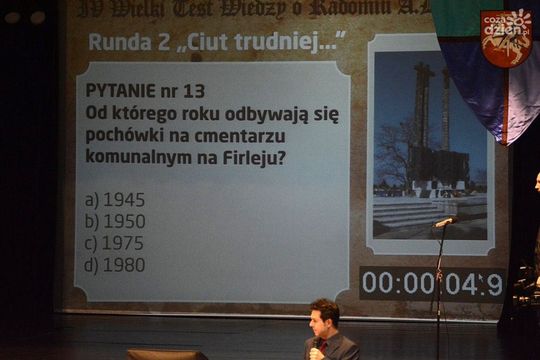 IV Wielki Test Wiedzy o Radomiu A.D.
Runda 2 „Ciut trudniej...”
PYTANIE nr 13
Od którego roku odbywają się
pochówki na cmentarzu
komunalnym na Firleju?
a) 1945
b) 1950
c) 1975
d) 1980
00:00:04.9
cozadzien.pl